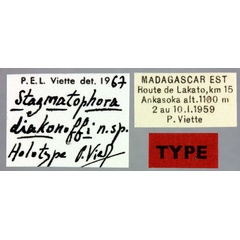 P.E.L. Viette det. 1967
Stagmatophora
diakonoffi n.sp.
Holotype P. Viette
MADAGASCAR EST
Route de Lakato, km 15
Ankasoka alt. 1100 m
2 au 10.I.1959
P. Viette
TYPE